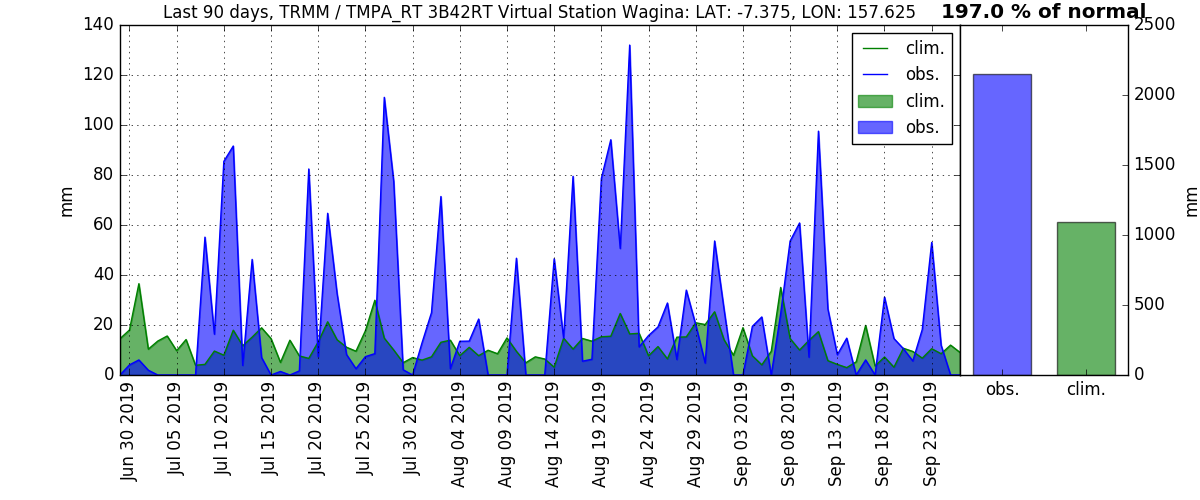 Last 90 days, TRMM / TMPA_RT 3B42RT Virtual Station Wagina: LAT: -7.375, LON: 157.625
197.0 % of normal
140
120
100
80
60
40
20
0
mm
clim.
obs.
clim.
obs.
2500
2000
1500
1000
500
0
mm
Jun 30 2019
Jul 05 2019
Jul 10 2019
Jul 15 2019
Jul 20 2019
Jul 25 2019
Jul 30 2019
Aug 04 2019
Aug 09 2019
Aug 14 2019
Aug 19 2019
Aug 24 2019
Aug 29 2019
Sep 03 2019
Sep 08 2019
Sep 13 2019
Sep 18 2019
Sep 23 2019
obs.
clim.